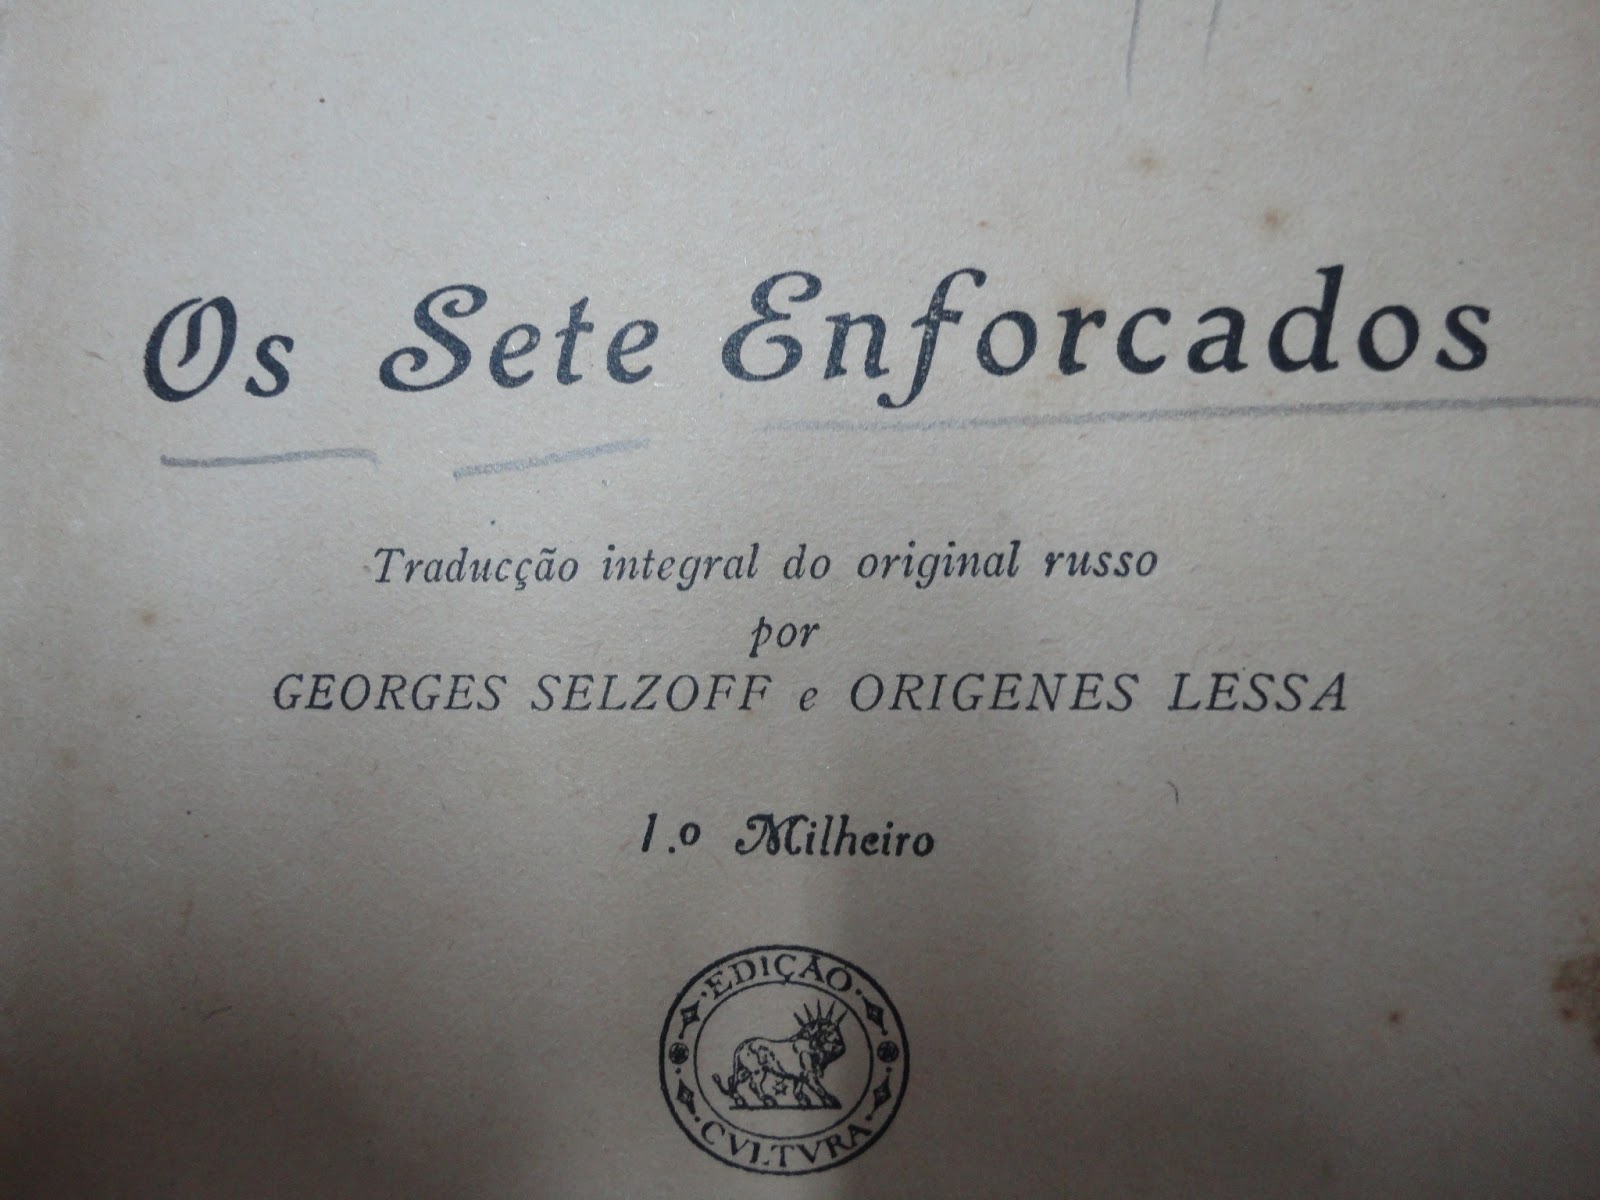 Os Sete Enforcados
Traducção integral do original russo
por
GEORGES SELZOFF e ORIGENES LESSA
1.º Milheiro
EDIÇÃO
CVLTVRA